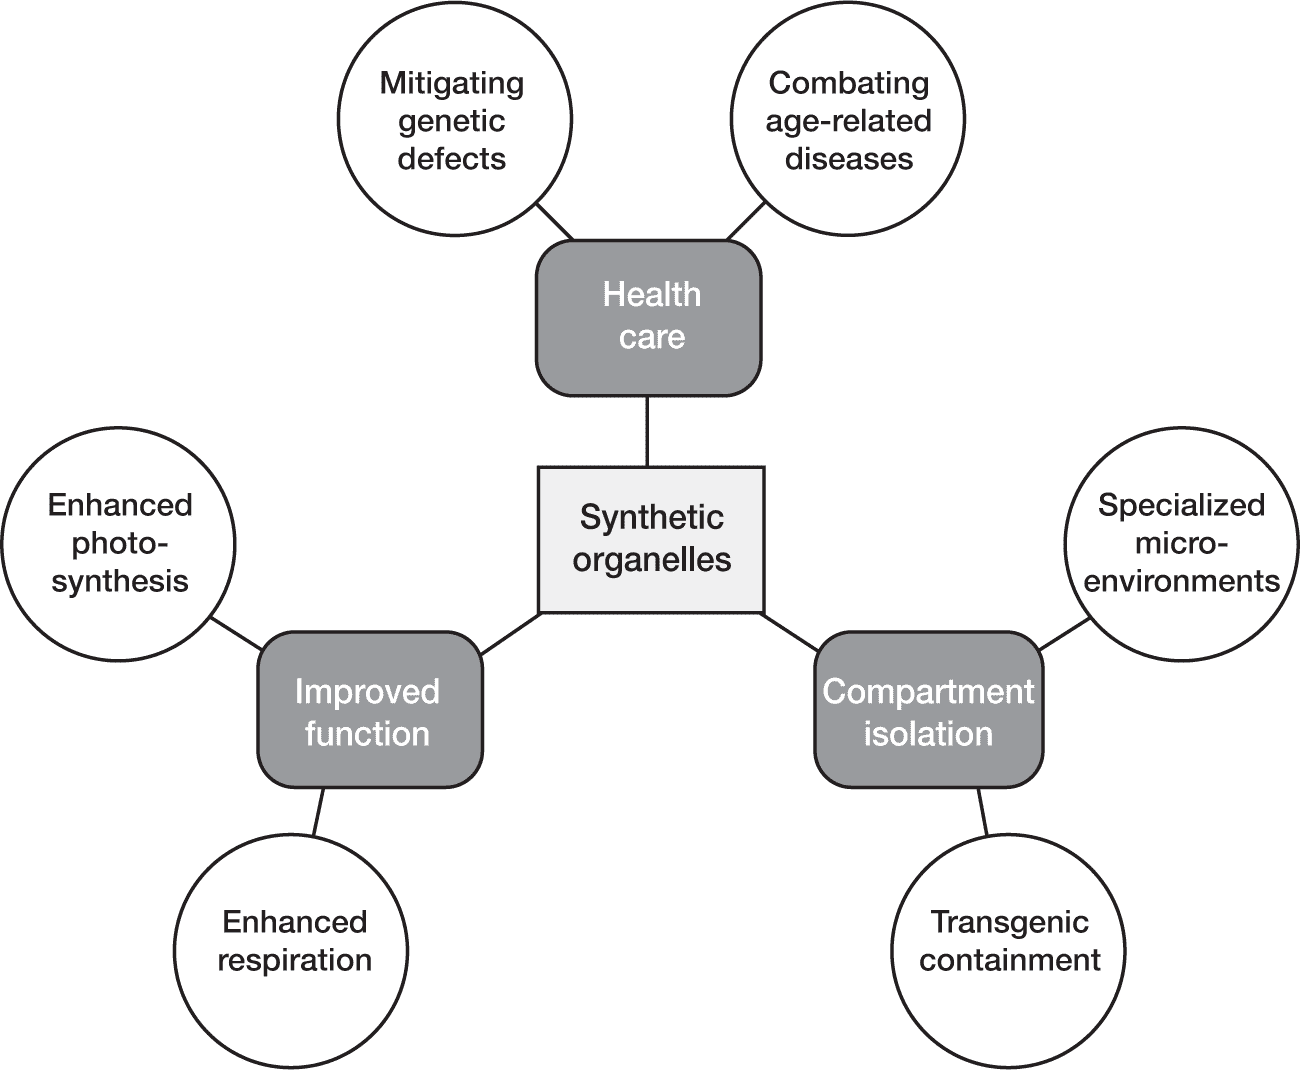 Mitigating
genetic
defects
Combating
age-related
diseases
Health
care
Enhanced
photo-
synthesis
Synthetic
organelles
Specialized
micro-
environments
Improved
function
Compartment
isolation
Enhanced
respiration
Transgenic
containment